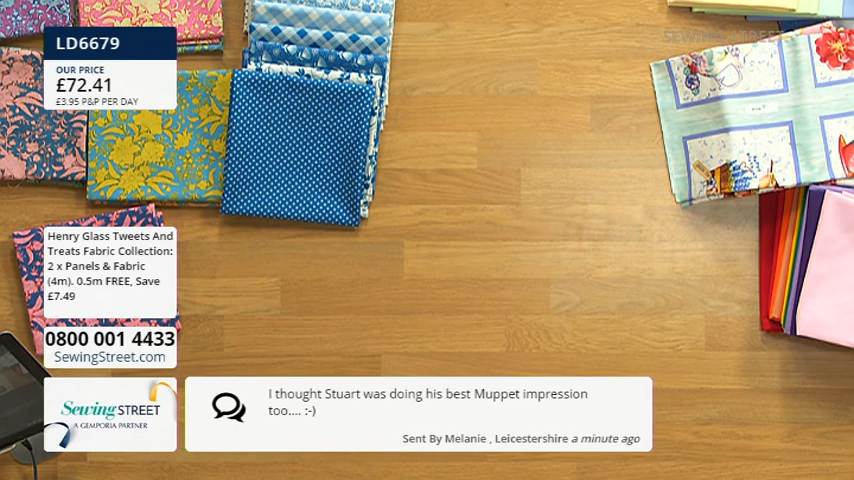 LD6679
OUR PRICE
£72.41
£3.95 P&P PER DAY
SEWING STREET
Henry Glass Tweets And
Treats Fabric Collection:
2 x Panels & Fabric
(4m). 0.5m FREE, Save
£7.49
0800 001 4433
SewingStreet.com
Sewing STREET
A GEMPORIA PARTNER
I thought Stuart was doing his best Muppet impression
too.... :-)
Sent By Melanie , Leicestershire a minute ago